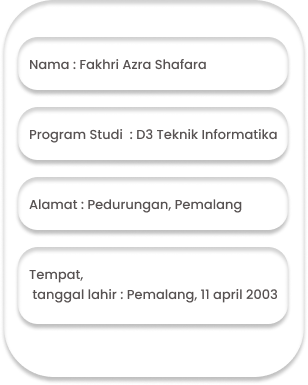 Nama : Fakhri Azra Shafara
Program Studi  : D3 Teknik Informatika
Alamat : Pedurungan, Pemalang
Tempat,
tanggal lahir : Pemalang, 11 april 2003